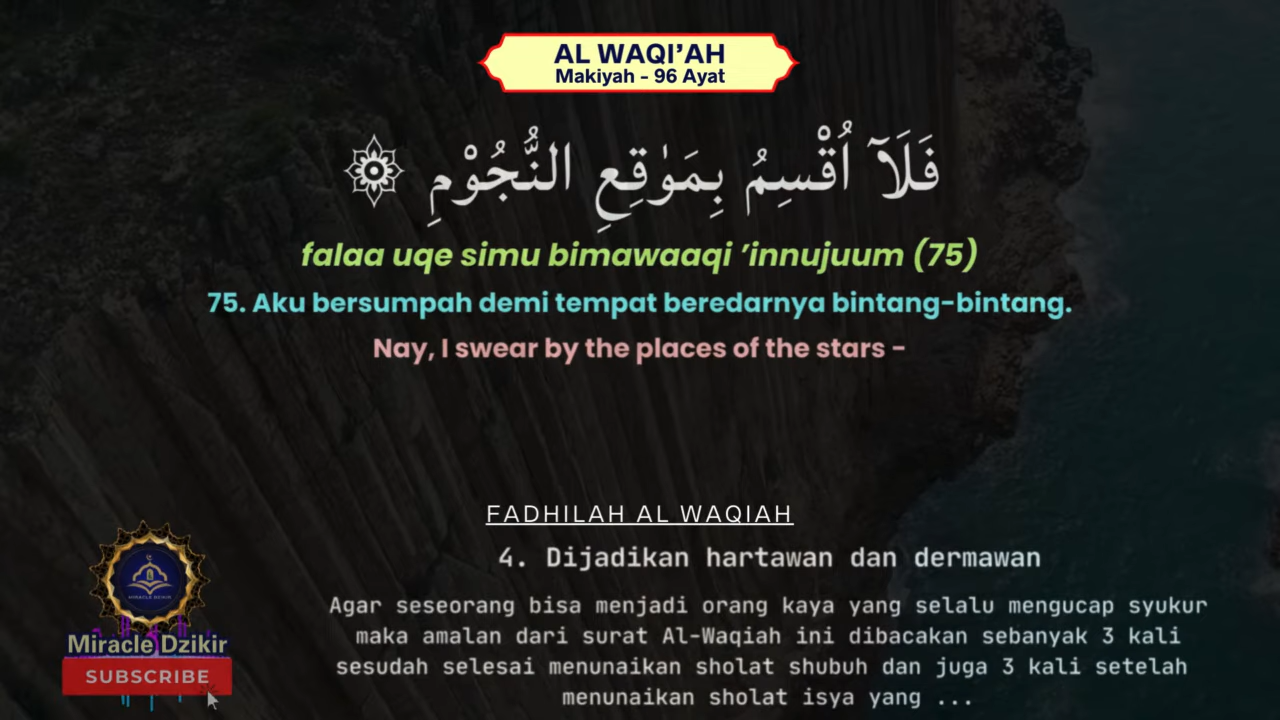 AL WAQI’AH
Makiyah - 96 Ayat
فَلَآ اُقْسِمُ بِمَوٰقِعِ النُّجُوْمِ
falaa uqe simu bimawaaqi ’innujuum (75)
75. Aku bersumpah demi tempat beredarnya bintang-bintang.
Nay, I swear by the places of the stars -
FADHILAH AL WAQIAH
4. Dijadikan hartawan dan dermawan
Agar seseorang bisa menjadi orang kaya yang selalu mengucap syukur
maka amalan dari surat Al-Waqiah ini dibacakan sebanyak 3 kali
sesudah selesai menunaikan sholat shubuh dan juga 3 kali setelah
menunaikan sholat isya yang ...
MIRACLE DZIKIR
Miracle Dzikir
SUBSCRIBE